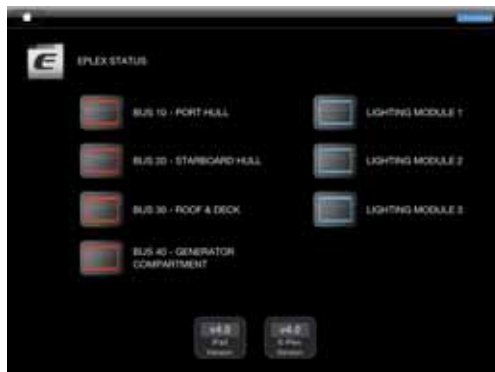 E
EPLEX STATUS
BUS 10 - PORT HULL
BUS 20 - STARBOARD HULL
BUS 30 - ROOF & DECK
BUS 40 - GENERATOR
COMPARTMENT
LIGHTING MODULE 1
LIGHTING MODULE 2
LIGHTING MODULE 3
v4.0
iPad
Version
v4.0
E-Plex
Version